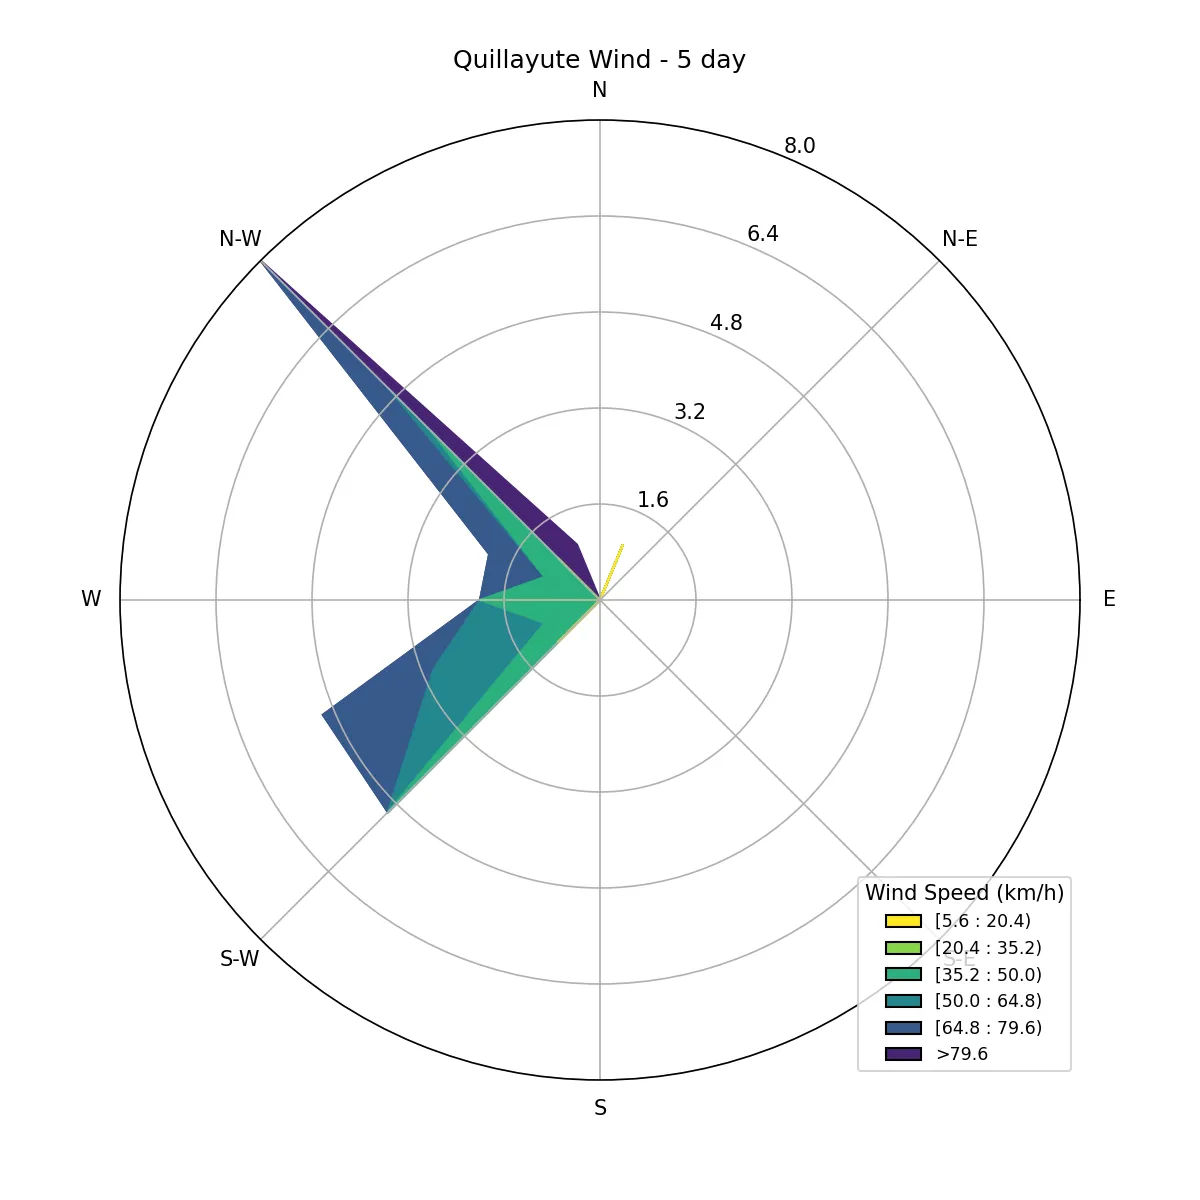 Quillayute Wind - 5 day
N
8.0
N-W
N-E
6.4
4.8
3.2
1.6
W
E
S-W
S-E
S
Wind Speed (km/h)
[5.6 : 20.4)
[20.4 : 35.2)
[35.2 : 50.0)
[50.0 : 64.8)
[64.8 : 79.6)
>79.6